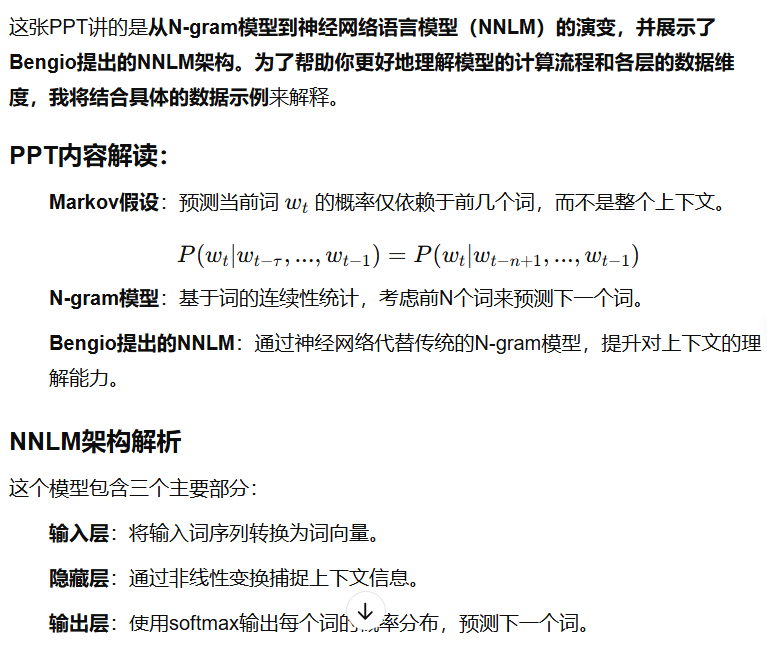 这张PPT讲的是从N-gram模型到神经网络语言模型（NNLM）的演变，并展示了
Bengio提出的NNLM架构。为了帮助你更好地理解模型的计算流程和各层的数据维
度，我将结合具体的数据示例来解释。
PPT内容解读：
Markov假设：预测当前词 w_t 的概率仅依赖于前几个词，而不是整个上下文。
P(w_t|w_{t−τ}, ..., w_{t−1}) = P(w_t|w_{t−n+1}, ..., w_{t−1})
N-gram模型：基于词的连续性统计，考虑前N个词来预测下一个词。
Bengio提出的NNLM：通过神经网络代替传统的N-gram模型，提升对上下文的理
解能力。
NNLM架构解析
这个模型包含三个主要部分：
输入层：将输入词序列转换为词向量。
隐藏层：通过非线性变换捕捉上下文信息。
输出层：使用softmax输出每个词的概率分布，预测下一个词。